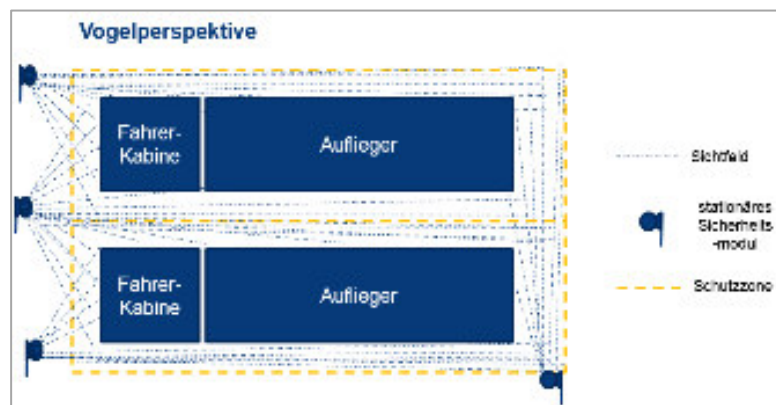 Vogelperspektive
Fahrer-
Kabine
Auflieger
Fahrer-
Kabine
Auflieger
Sichtfeld
stationäres
Sicherheits
-modul
Schutzzone